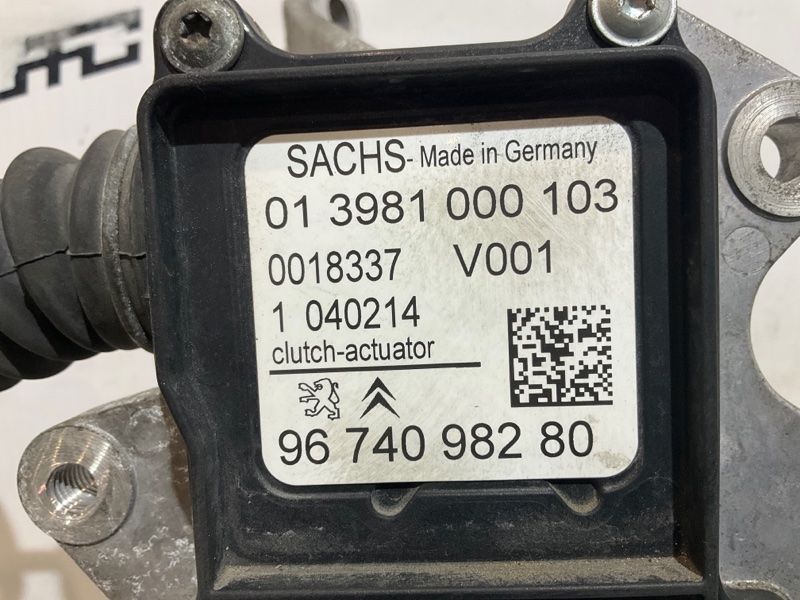 SACHS- Made in Germany
01 3981 000 103
0018337 V001
1 040214
clutch-actuator
96 740 982 80